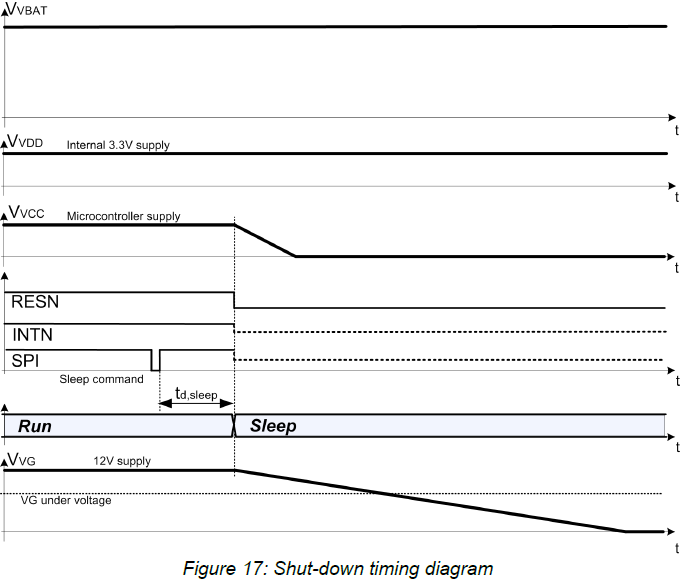 VVBAT
t
VVDD Internal 3.3V supply
t
VVCC Microcontroller supply
t
RESN
INTN
SPI
Sleep command
td,sleep
t
Run Sleep
t
VVG 12V supply
VG under voltage
t
Figure 17: Shut-down timing diagram